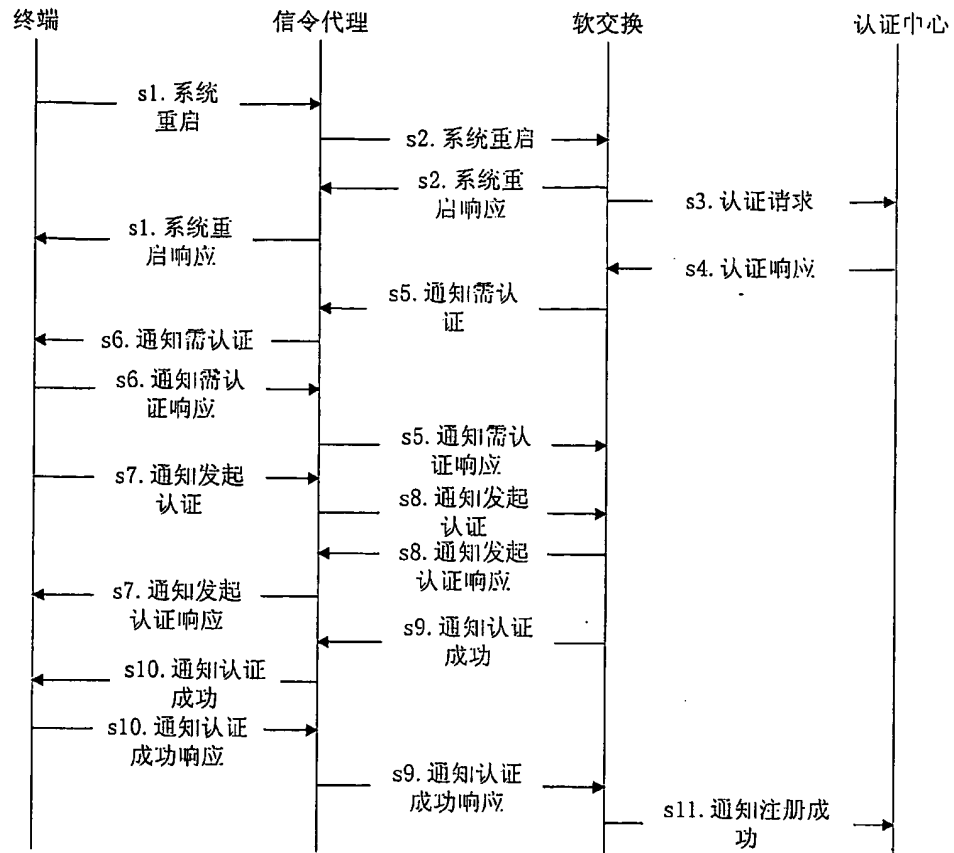 终端 信令代理 软交换 认证中心
s1.系统
重启
s2.系统重启
s2.系统重
启响应
s3.认证请求
s1.系统重
启响应
s4.认证响应
s5.通知需认
证
s6.通知需认证
s6.通知需认
证响应
s5.通知需认
证响应
s7.通知发起
认证
s8.通知发起
认证
s8.通知发起
认证响应
s7.通知发起
认证响应
s9.通知认证
成功
s10.通知认证
成功
s10.通知认证
成功响应
s9.通知认证
成功响应
s11.通知注册成
功